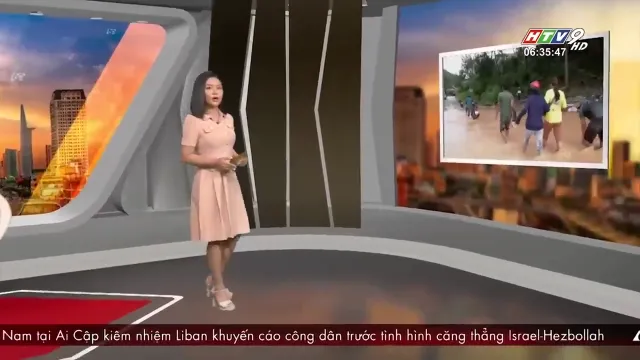 HTV9 HD
06:35:47
Nam tại Ai Cập kiêm nhiệm Liban khuyến cáo công dân trước tình hình căng thẳng Israel-Hezbollah